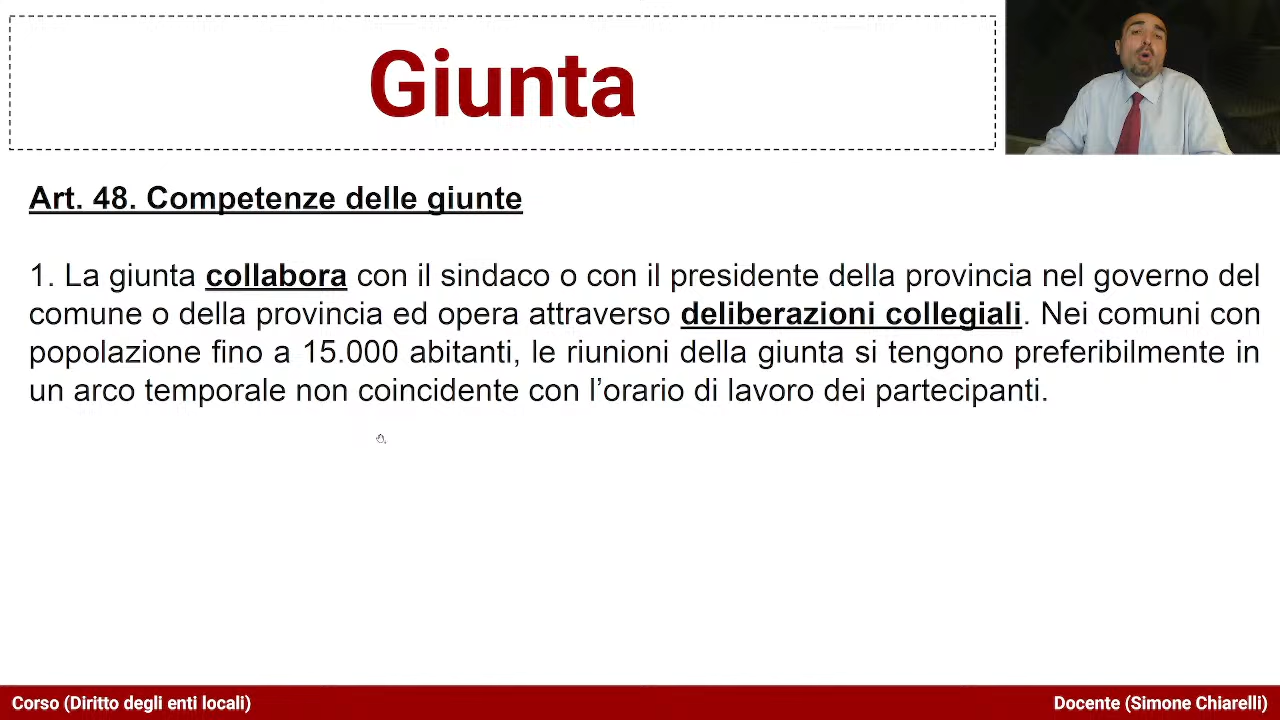 Giunta
Art. 48. Competenze delle giunte
1. La giunta collabora con il sindaco o con il presidente della provincia nel governo del
comune o della provincia ed opera attraverso deliberazioni collegiali. Nei comuni con
popolazione fino a 15.000 abitanti, le riunioni della giunta si tengono preferibilmente in
un arco temporale non coincidente con l’orario di lavoro dei partecipanti.
Corso (Diritto degli enti locali)
Docente (Simone Chiarelli)